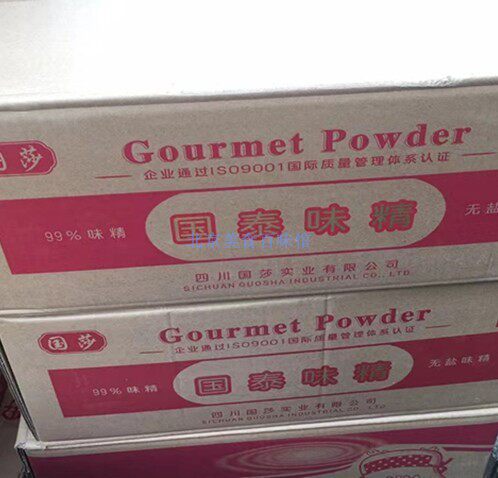 国莎
Gourmet Powder
企业通过ISO9001国际质量管理体系认证
99%味精
国泰味精
无盐
四川国莎实业有限公司
SICHUAN GUOSHA INDUSTRIAL CO., LTD
国莎
Gourmet Powder
企业通过ISO9001国际质量管理体系认证
99%味精
国泰味精
无盐味精
四川国莎实业有限公司
SICHUAN GUOSHA INDUSTRIAL CO., LTD